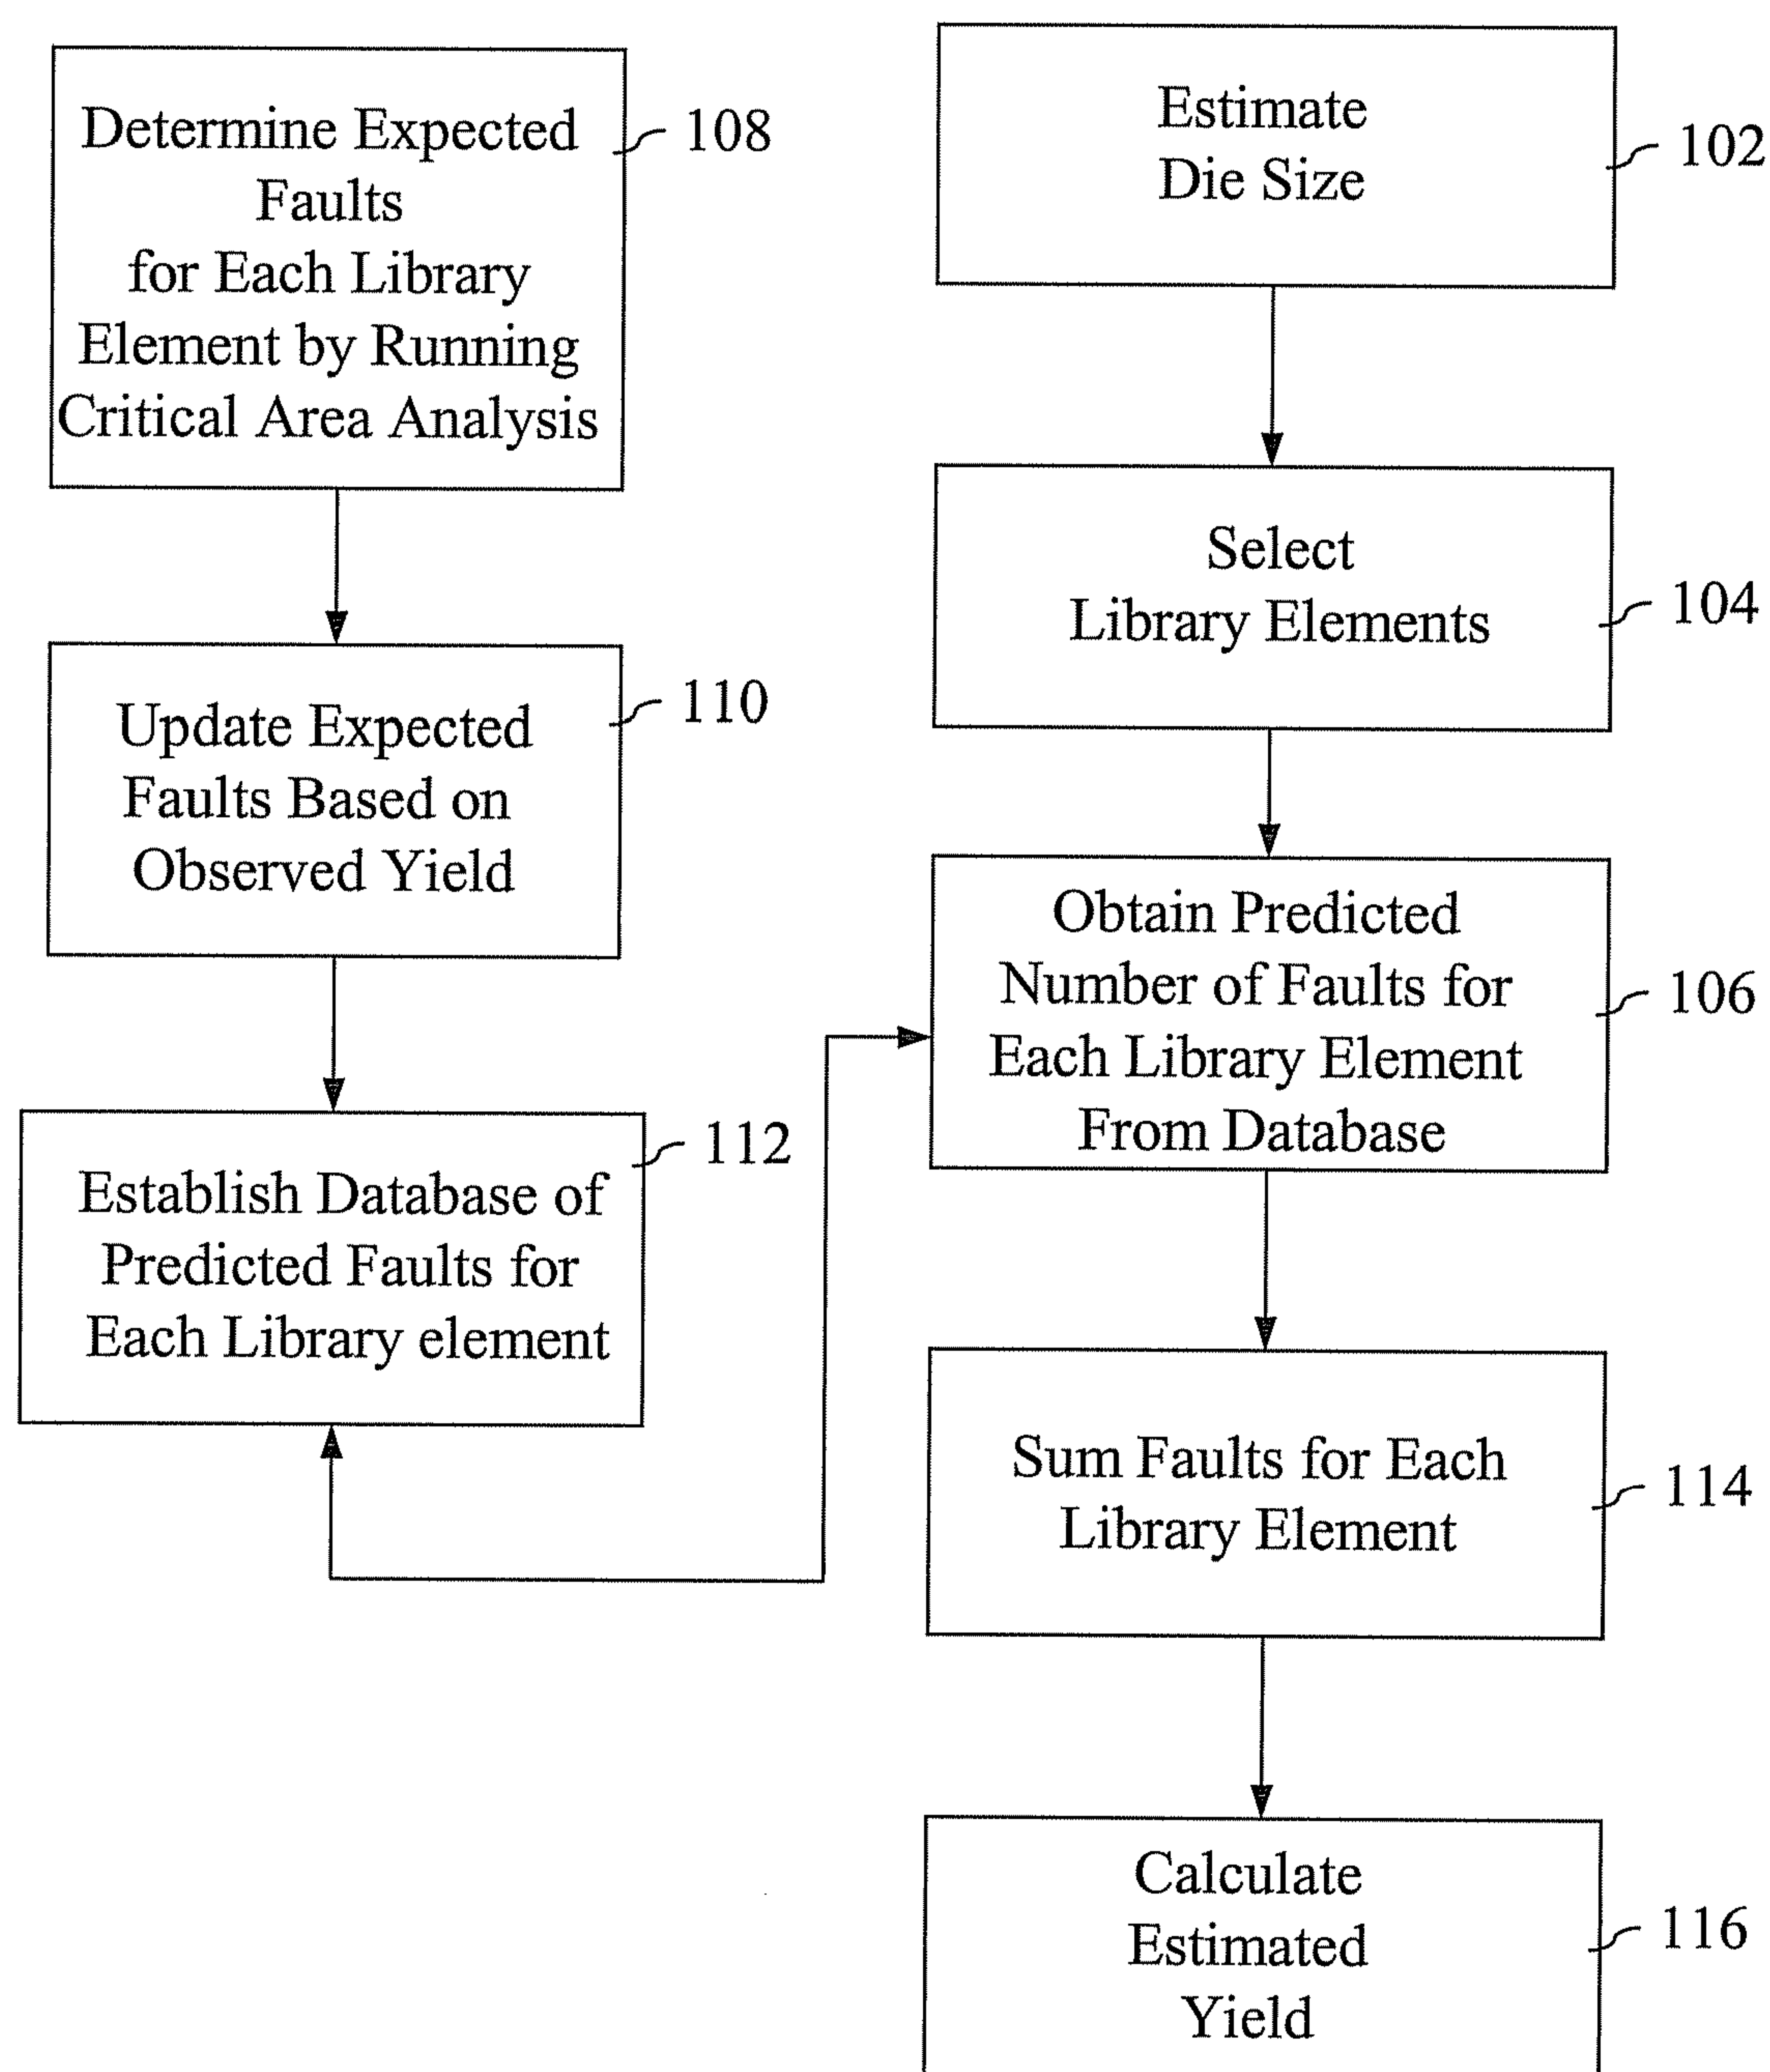 Determine Expected
Faults
for Each Library
Element by Running
Critical Area Analysis
108
Update Expected
Faults Based on
Observed Yield
110
Establish Database of
Predicted Faults for
Each Library element
112
Estimate
Die Size
102
Select
Library Elements
104
Obtain Predicted
Number of Faults for
Each Library Element
From Database
106
Sum Faults for Each
Library Element
114
Calculate
Estimated
Yield
116